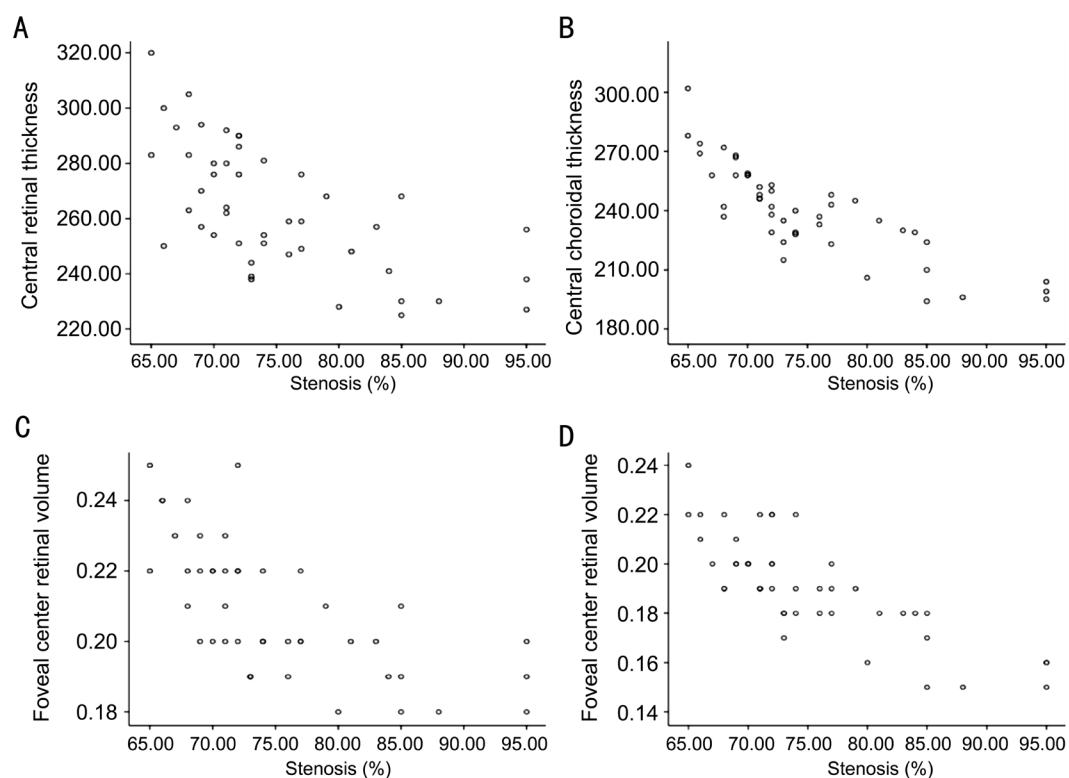 A
Central retinal thickness
320.00
300.00
280.00
260.00
240.00
220.00
65.00 70.00 75.00 80.00 85.00 90.00 95.00
Stenosis (%)
B
Central choroidal thickness
300.00
270.00
240.00
210.00
180.00
65.00 70.00 75.00 80.00 85.00 90.00 95.00
Stenosis (%)
C
Foveal center retinal volume
0.24
0.22
0.20
0.18
65.00 70.00 75.00 80.00 85.00 90.00 95.00
Stenosis (%)
D
Foveal center retinal volume
0.24
0.22
0.20
0.18
0.16
0.14
65.00 70.00 75.00 80.00 85.00 90.00 95.00
Stenosis (%)